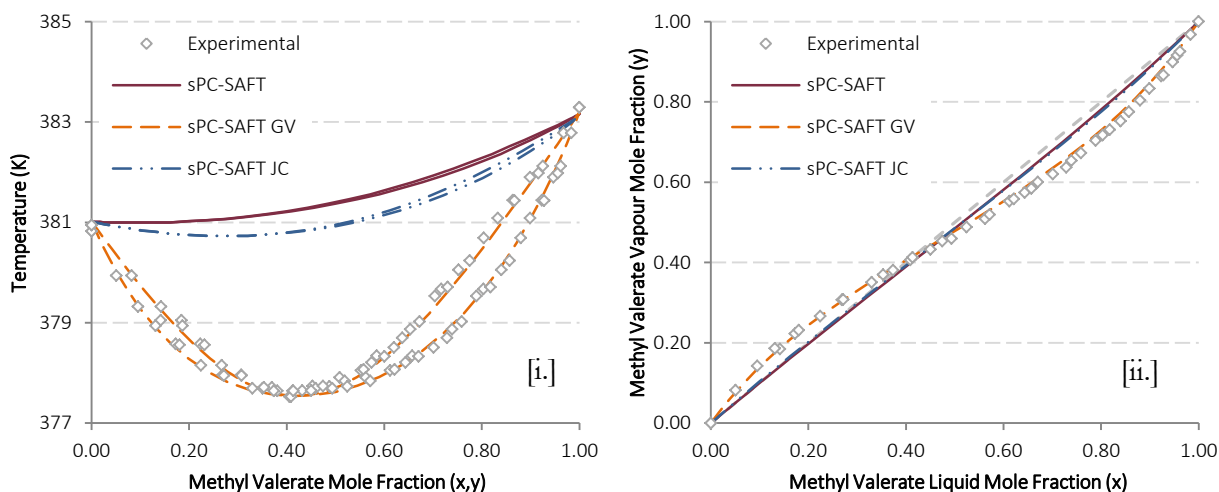 385
383
381
379
377
Temperature (K)
Experimental
sPC-SAFT
sPC-SAFT GV
sPC-SAFT JC
[i.]
0.00 0.20 0.40 0.60 0.80 1.00
Methyl Valerate Mole Fraction (x,y)
1.00
0.80
0.60
0.40
0.20
0.00
Methyl Valerate Vapour Mole Fraction (y)
Experimental
sPC-SAFT
sPC-SAFT GV
sPC-SAFT JC
[ii.]
0.00 0.20 0.40 0.60 0.80 1.00
Methyl Valerate Liquid Mole Fraction (x)